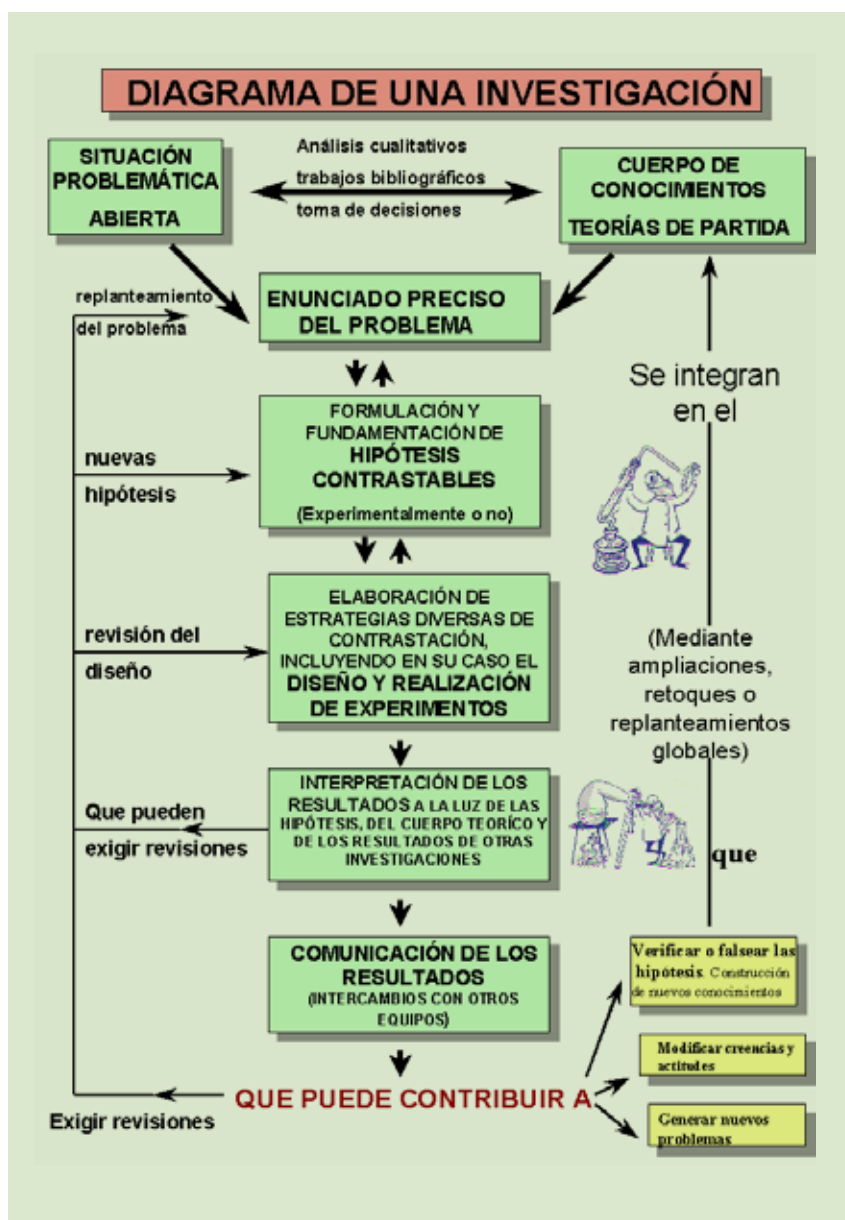 DIAGRAMA DE UNA INVESTIGACIÓN
SITUACIÓN
PROBLEMÁTICA
ABIERTA
Análisis cualitativos
trabajos bibliográficos
toma de decisiones
CUERPO DE
CONOCIMIENTOS
TEORÍAS DE PARTIDA
replanteamiento
del problema
ENUNCIADO PRECISO
DEL PROBLEMA
Se integran
en el
nuevas
hipótesis
FORMULACIÓN Y
FUNDAMENTACIÓN DE
HIPÓTESIS
CONTRASTABLES
(Experimentalmente o no)
revisión del
diseño
ELABORACIÓN DE
ESTRATEGIAS DIVERSAS DE
CONTRASTACIÓN,
INCLUYENDO EN SU CASO EL
DISEÑO Y REALIZACIÓN
DE EXPERIMENTOS
(Mediante
ampliaciones,
retoques o
replanteamientos
globales)
Que pueden
exigir revisiones
INTERPRETACIÓN DE LOS
RESULTADOS A LA LUZ DE LAS
HIPÓTESIS, DEL CUERPO TEORÍCO Y
DE LOS RESULTADOS DE OTRAS
INVESTIGACIONES
que
COMUNICACIÓN DE LOS
RESULTADOS
(INTERCAMBIOS CON OTROS
EQUIPOS)
Verificar o falsear las
hipótesis. Construcción
de nuevos conocimientos
Modificar creencias y
actitudes
QUE PUEDE CONTRIBUIR A
Exigir revisiones
Generar nuevos
problemas